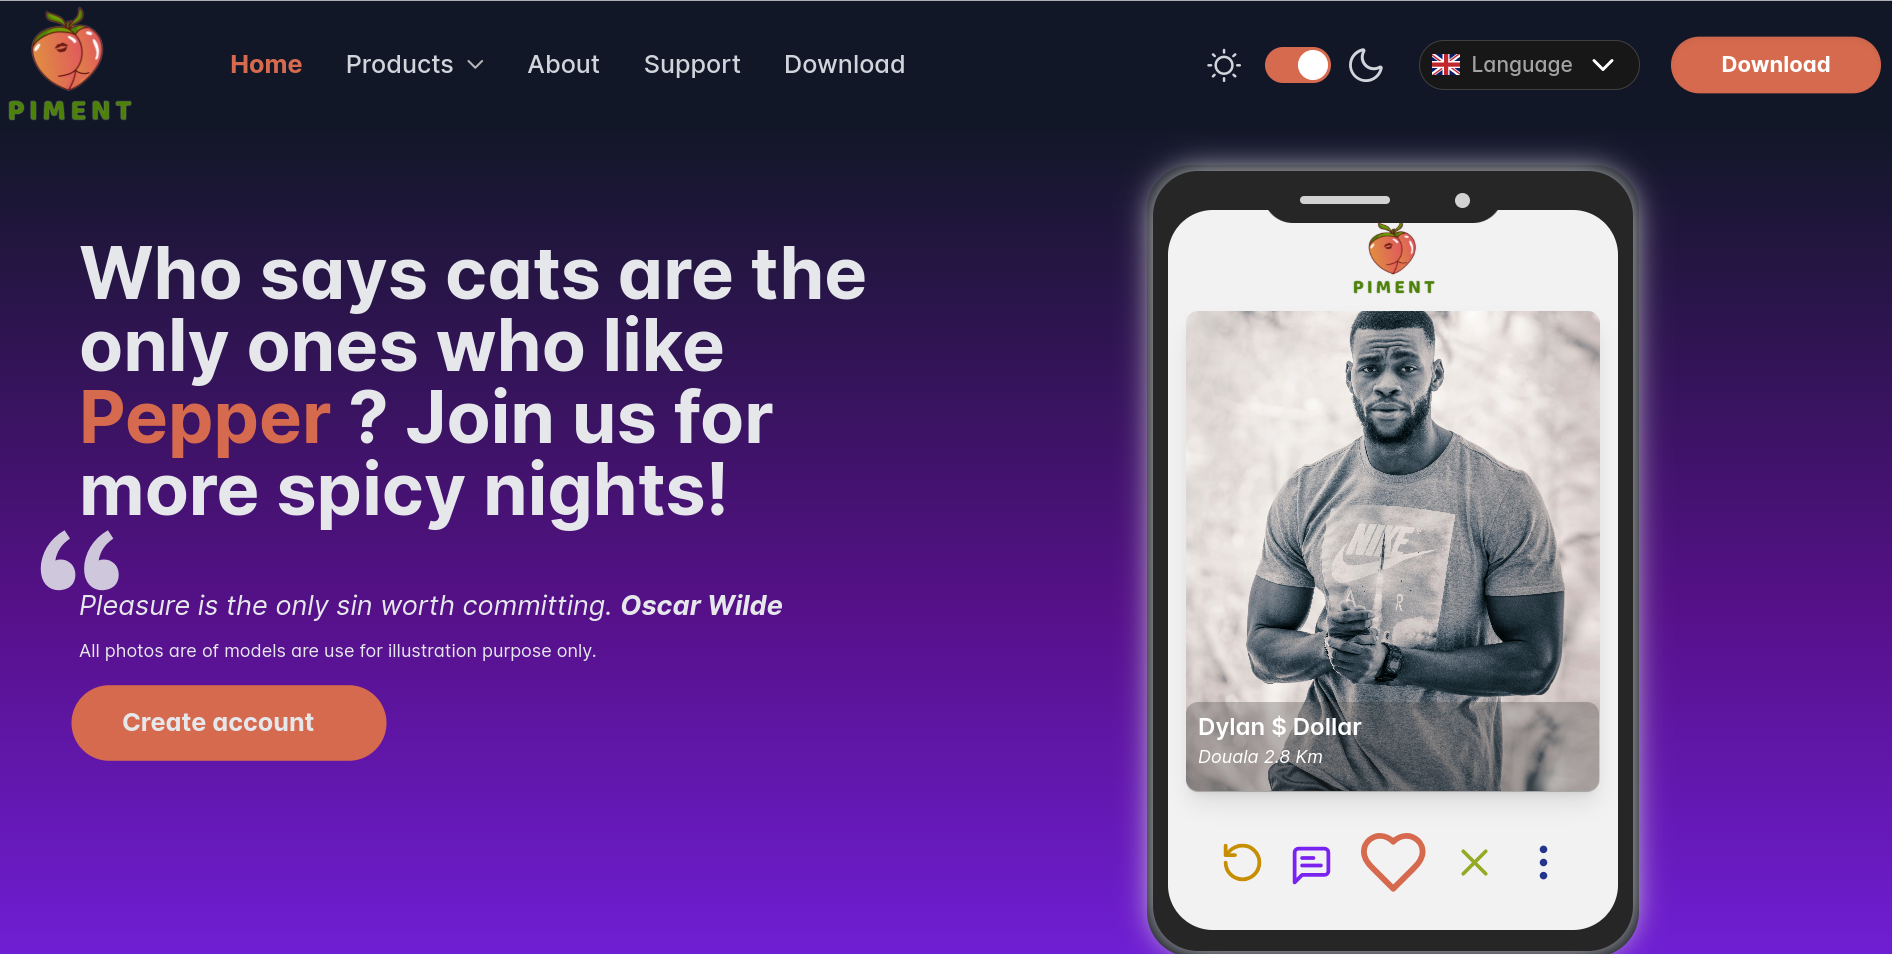 PIMENT
Home Products About Support Download Language Download
Who says cats are the
only ones who like
Pepper ? Join us for
more spicy nights!
“
Pleasure is the only sin worth committing. Oscar Wilde
All photos are of models are use for illustration purpose only.
Create account
PIMENT
NIKE
A R
Dylan $ Dollar
Douala 2.8 Km